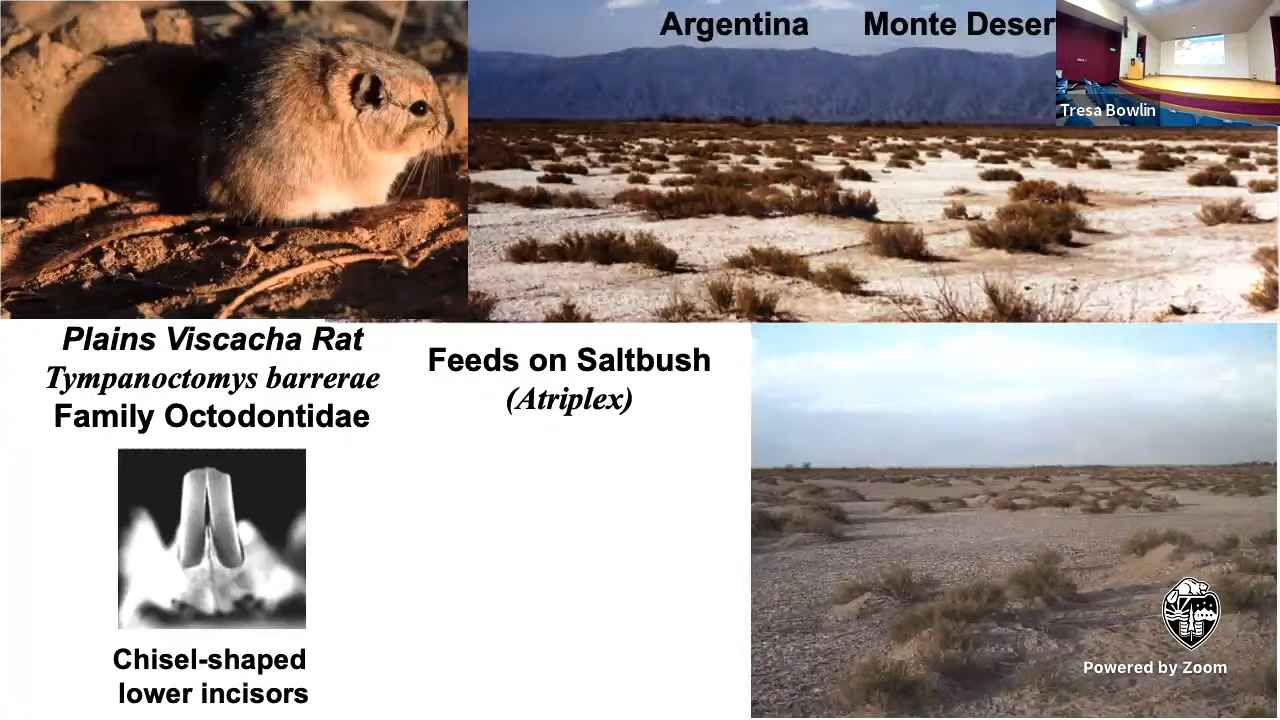 Argentina Monte Deser
Tresa Bowlin
Plains Viscacha Rat
Tympanoctomys barrerae
Family Octodontidae
Feeds on Saltbush
(Atriplex)
Chisel-shaped
lower incisors
Powered by Zoom